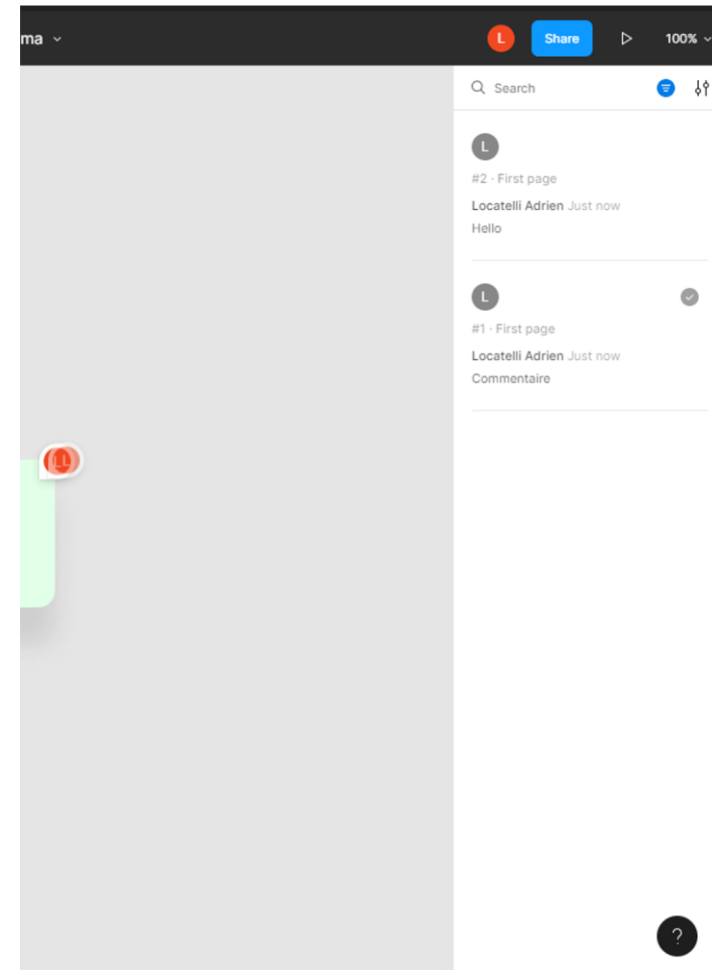 ma
L
Share
100%
Search
L
#2 · First page
Locatelli Adrien Just now
Hello
L
#1 · First page
Locatelli Adrien Just now
Commentaire
LL
?